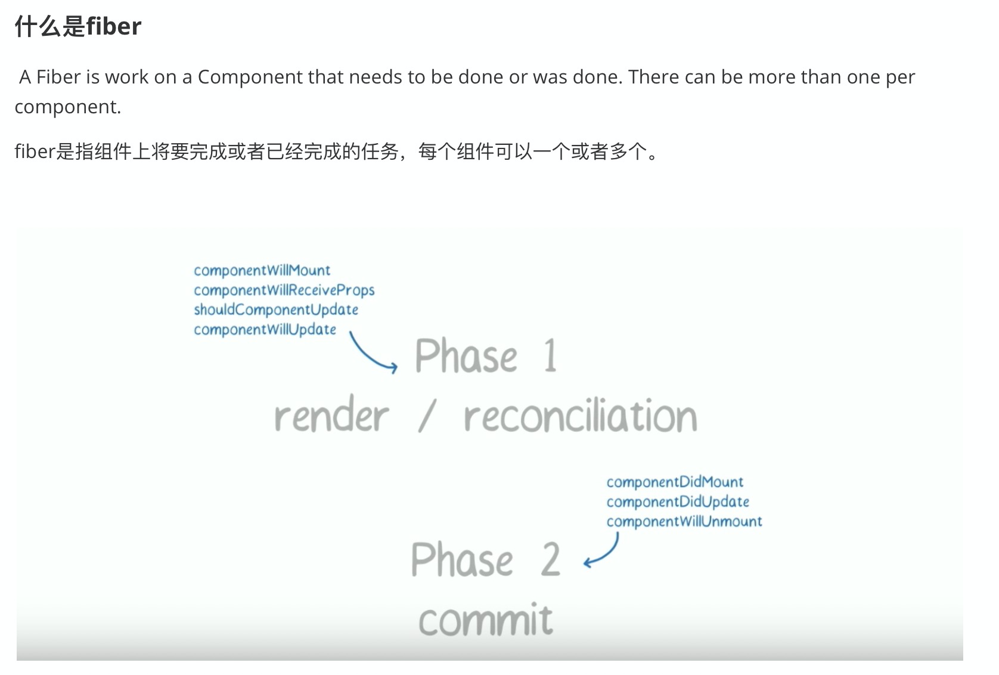 什么是fiber
A Fiber is work on a Component that needs to be done or was done. There can be more than one per
component.
fiber是指组件上将要完成或者已经完成的任务，每个组件可以一个或者多个。
componentWillMount
componentWillReceiveProps
shouldComponentUpdate
componentWillUpdate
Phase 1
render / reconciliation
componentDidMount
componentDidUpdate
componentWillUnmount
Phase 2
commit